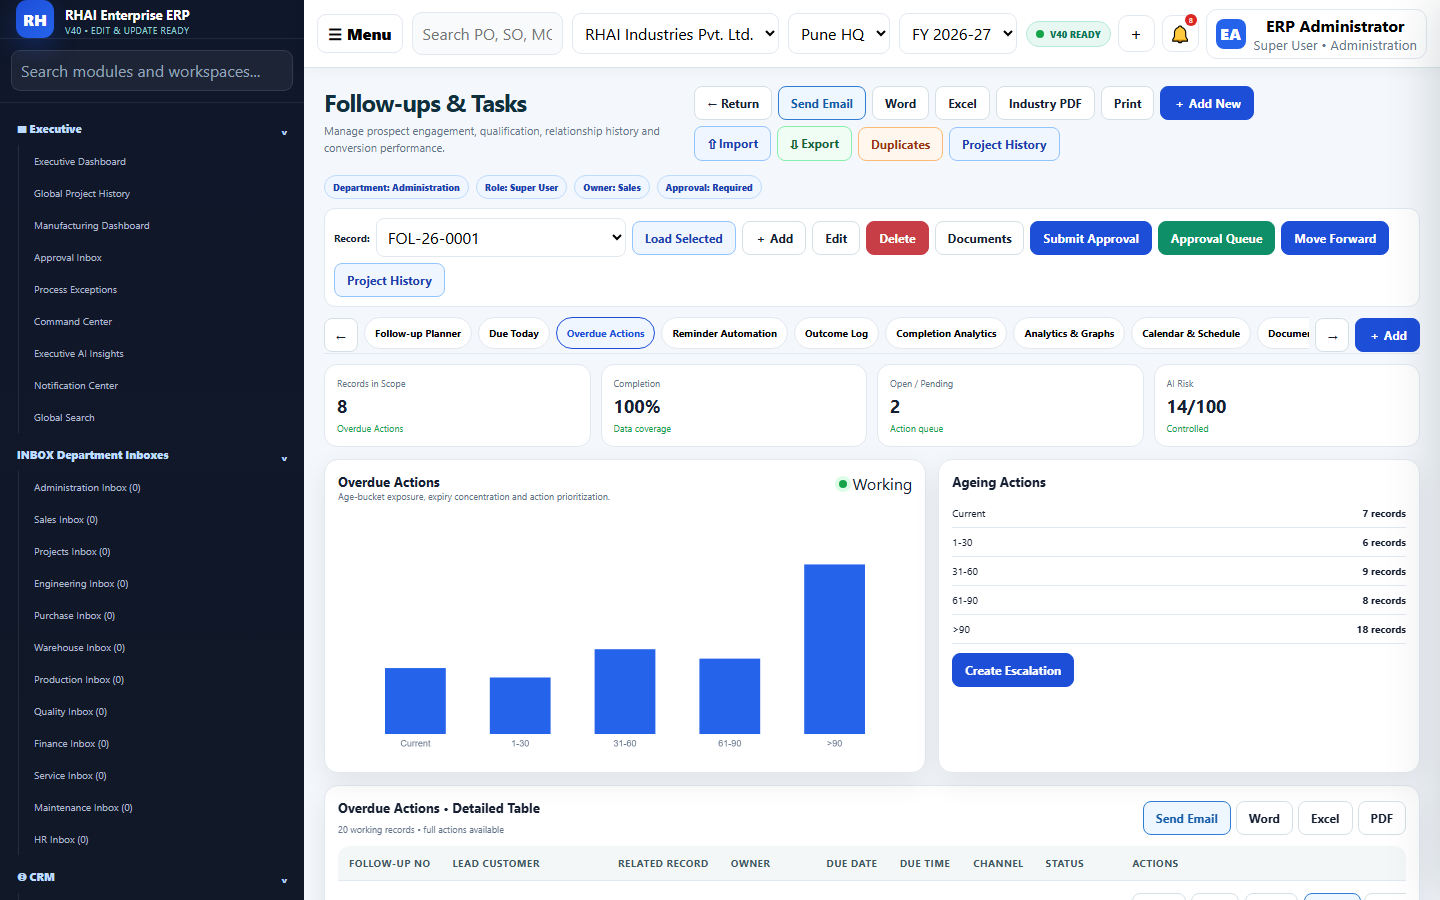 RH
RHAI Enterprise ERP
V40 • EDIT & UPDATE READY
Search modules and workspaces...
Executive
Executive Dashboard
Global Project History
Manufacturing Dashboard
Approval Inbox
Process Exceptions
Command Center
Executive AI Insights
Notification Center
Global Search
INBOX Department Inboxes
Administration Inbox (0)
Sales Inbox (0)
Projects Inbox (0)
Engineering Inbox (0)
Purchase Inbox (0)
Warehouse Inbox (0)
Production Inbox (0)
Quality Inbox (0)
Finance Inbox (0)
Service Inbox (0)
Maintenance Inbox (0)
HR Inbox (0)
CRM
☰ Menu
Search PO, SO, MO
RHAI Industries Pvt. Ltd.
Pune HQ
FY 2026-27
V40 READY
+
8
EA
ERP Administrator
Super User • Administration
Follow-ups & Tasks
Manage prospect engagement, qualification, relationship history and
conversion performance.
← Return
Send Email
Word
Excel
Industry PDF
Print
+ Add New
⇧ Import
⇩ Export
Duplicates
Project History
Department: Administration
Role: Super User
Owner: Sales
Approval: Required
Record:
FOL-26-0001
Load Selected
+ Add
Edit
Delete
Documents
Submit Approval
Approval Queue
Move Forward
Project History
←
Follow-up Planner
Due Today
Overdue Actions
Reminder Automation
Outcome Log
Completion Analytics
Analytics & Graphs
Calendar & Schedule
→
+ Add
Records in Scope
8
Overdue Actions
Completion
100%
Data coverage
Open / Pending
2
Action queue
AI Risk
14/100
Controlled
Overdue Actions
Age-bucket exposure, expiry concentration and action prioritization.
Working
Current
1-30
31-60
61-90
>90
Ageing Actions
Current 7 records
1-30 6 records
31-60 9 records
61-90 8 records
>90 18 records
Create Escalation
Overdue Actions • Detailed Table
20 working records • full actions available
Send Email
Word
Excel
PDF
FOLLOW-UP NO LEAD CUSTOMER RELATED RECORD OWNER DUE DATE DUE TIME CHANNEL STATUS ACTIONS